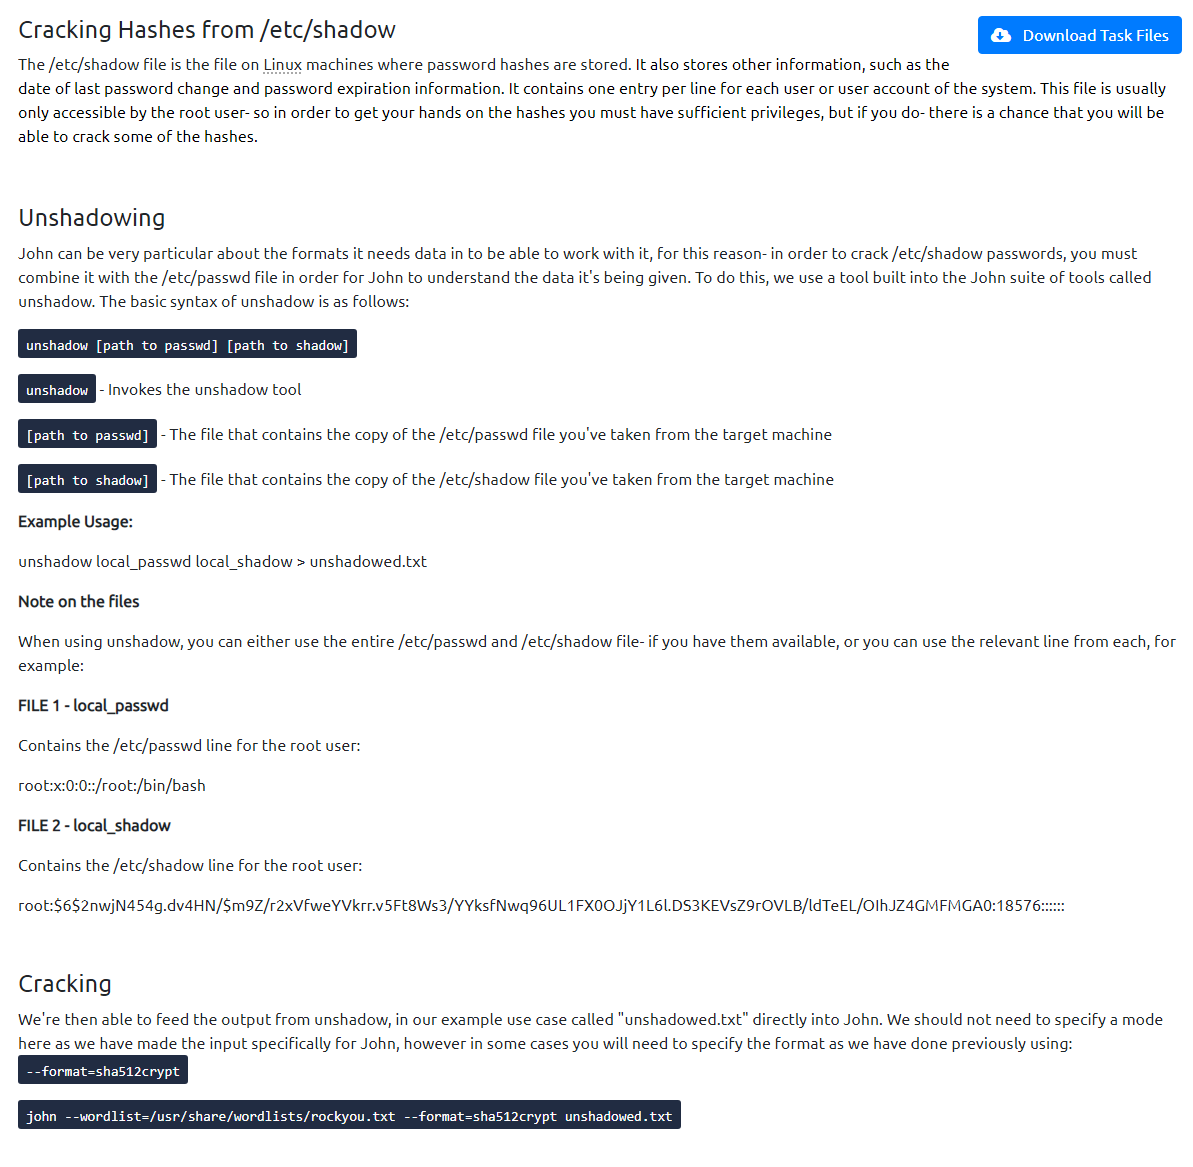 Cracking Hashes from /etc/shadow
Download Task Files
The /etc/shadow file is the file on Linux machines where password hashes are stored. It also stores other information, such as the
date of last password change and password expiration information. It contains one entry per line for each user or user account of the system. This file is usually
only accessible by the root user- so in order to get your hands on the hashes you must have sufficient privileges, but if you do- there is a chance that you will be
able to crack some of the hashes.
Unshadowing
John can be very particular about the formats it needs data in to be able to work with it, for this reason- in order to crack /etc/shadow passwords, you must
combine it with the /etc/passwd file in order for John to understand the data it's being given. To do this, we use a tool built into the John suite of tools called
unshadow. The basic syntax of unshadow is as follows:
unshadow [path to passwd] [path to shadow]
unshadow - Invokes the unshadow tool
[path to passwd] - The file that contains the copy of the /etc/passwd file you've taken from the target machine
[path to shadow] - The file that contains the copy of the /etc/shadow file you've taken from the target machine
Example Usage:
unshadow local_passwd local_shadow > unshadowed.txt
Note on the files
When using unshadow, you can either use the entire /etc/passwd and /etc/shadow file- if you have them available, or you can use the relevant line from each, for
example:
FILE 1 - local_passwd
Contains the /etc/passwd line for the root user:
root:x:0:0::/root:/bin/bash
FILE 2 - local_shadow
Contains the /etc/shadow line for the root user:
root:$6$2nwjN454g.dv4HN/$m9Z/r2xVfweYVkrr.v5Ft8Ws3/YYksfNwq96UL1FX0OJjY1L6l.DS3KEVsZ9rOVLB/ldTeEL/OIhJZ4GMFMGA0:18576::::::
Cracking
We're then able to feed the output from unshadow, in our example use case called "unshadowed.txt" directly into John. We should not need to specify a mode
here as we have made the input specifically for John, however in some cases you will need to specify the format as we have done previously using:
--format=sha512crypt
john --wordlist=/usr/share/wordlists/rockyou.txt --format=sha512crypt unshadowed.txt